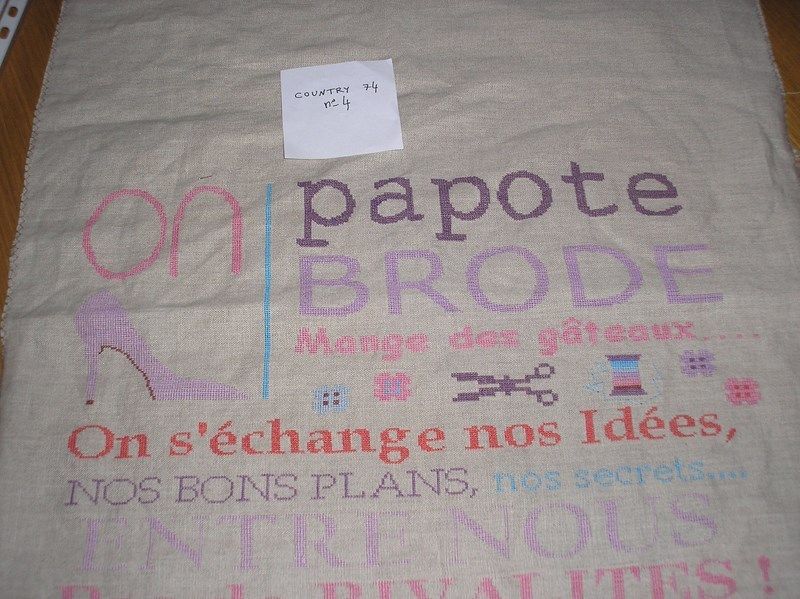 COUNTRY 74
n° 4
On papote
BRODE
Mange des gâteaux.....
On s'échange nos Idées,
NOS BONS PLANS, nos secrets....
ENTRE NOUS
RIVALITES !